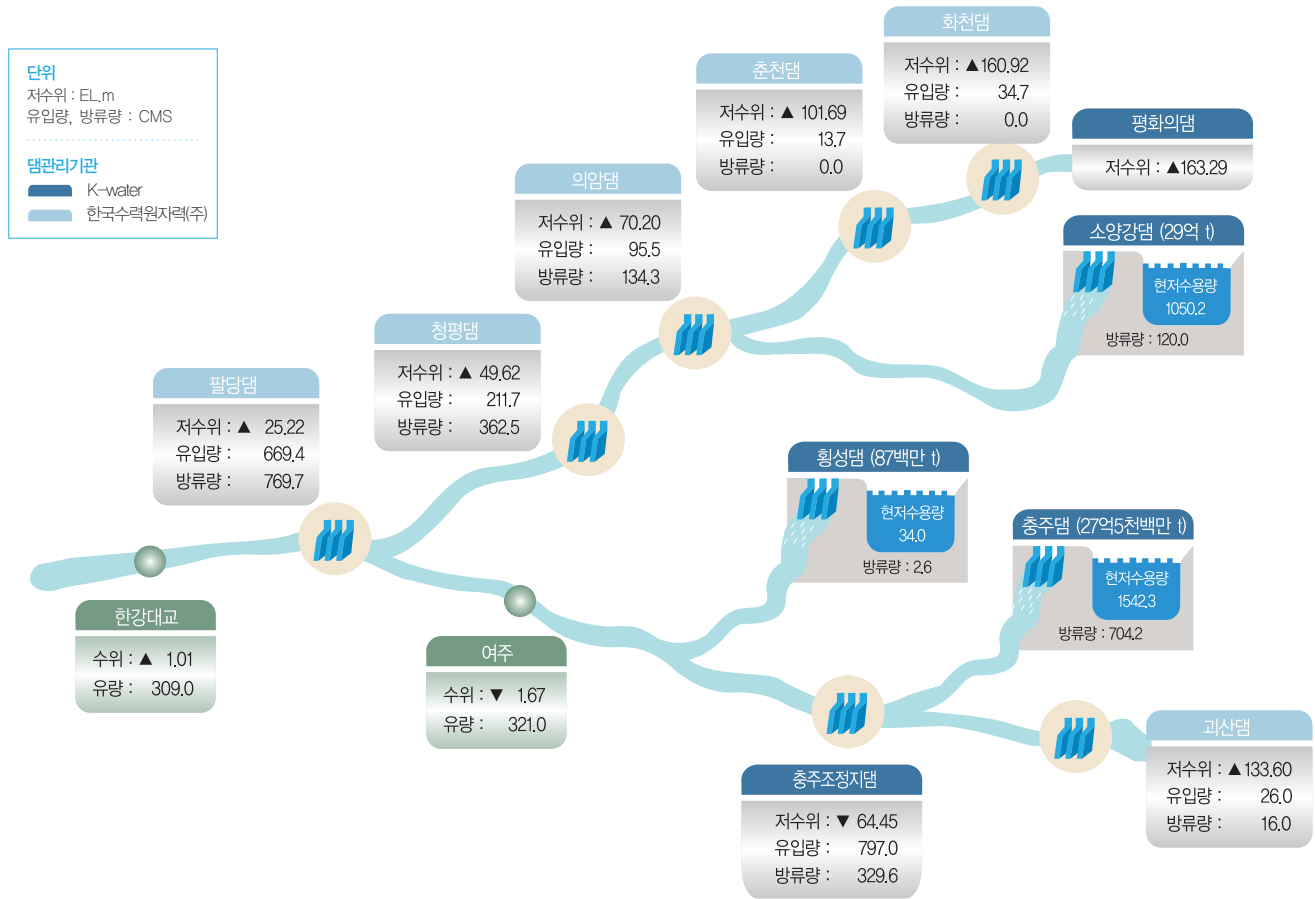 단위
저수위 : EL.m
유입량, 방류량 : CMS
댐관리기관
K-water
한국수력원자력(주)
화천댐
저수위 : ▲160.92
유입량 : 34.7
방류량 : 0.0
춘천댐
저수위 : ▲ 101.69
유입량 : 13.7
방류량 : 0.0
평화의댐
저수위 : ▲163.29
의암댐
저수위 : ▲ 70.20
유입량 : 95.5
방류량 : 134.3
소양강댐 (29억 t)
현저수용량
1050.2
방류량 : 120.0
청평댐
저수위 : ▲ 49.62
유입량 : 211.7
방류량 : 362.5
팔당댐
저수위 : ▲ 25.22
유입량 : 669.4
방류량 : 769.7
횡성댐 (87백만 t)
현저수용량
34.0
방류량 : 2.6
충주댐 (27억5천백만 t)
현저수용량
1542.3
방류량 : 704.2
한강대교
수위 : ▲ 1.01
유량 : 309.0
여주
수위 : ▼ 1.67
유량 : 321.0
충주조정지댐
저수위 : ▼ 64.45
유입량 : 797.0
방류량 : 329.6
괴산댐
저수위 : ▲133.60
유입량 : 26.0
방류량 : 16.0